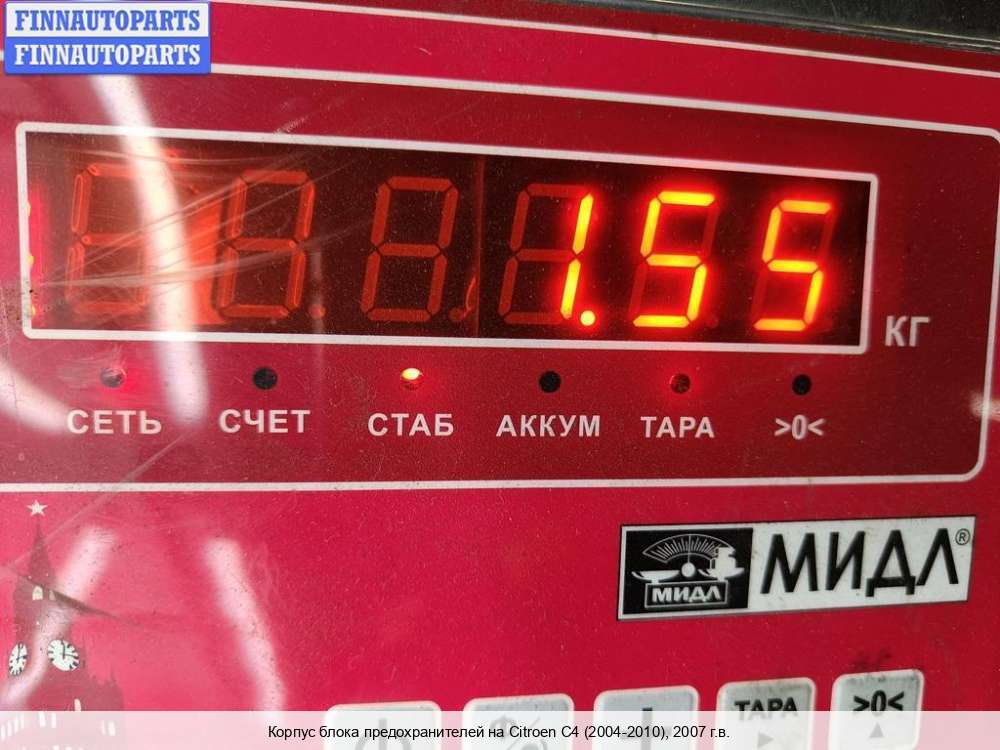 FINNAUTOPARTS
FINNAUTOPARTS
1.55
КГ
СЕТЬ СЧЕТ СТАБ АККУМ ТАРА >0<
МИДЛ МИДЛ®
ТАРА >0<
Корпус блока предохранителей на Citroen C4 (2004-2010), 2007 г.в.